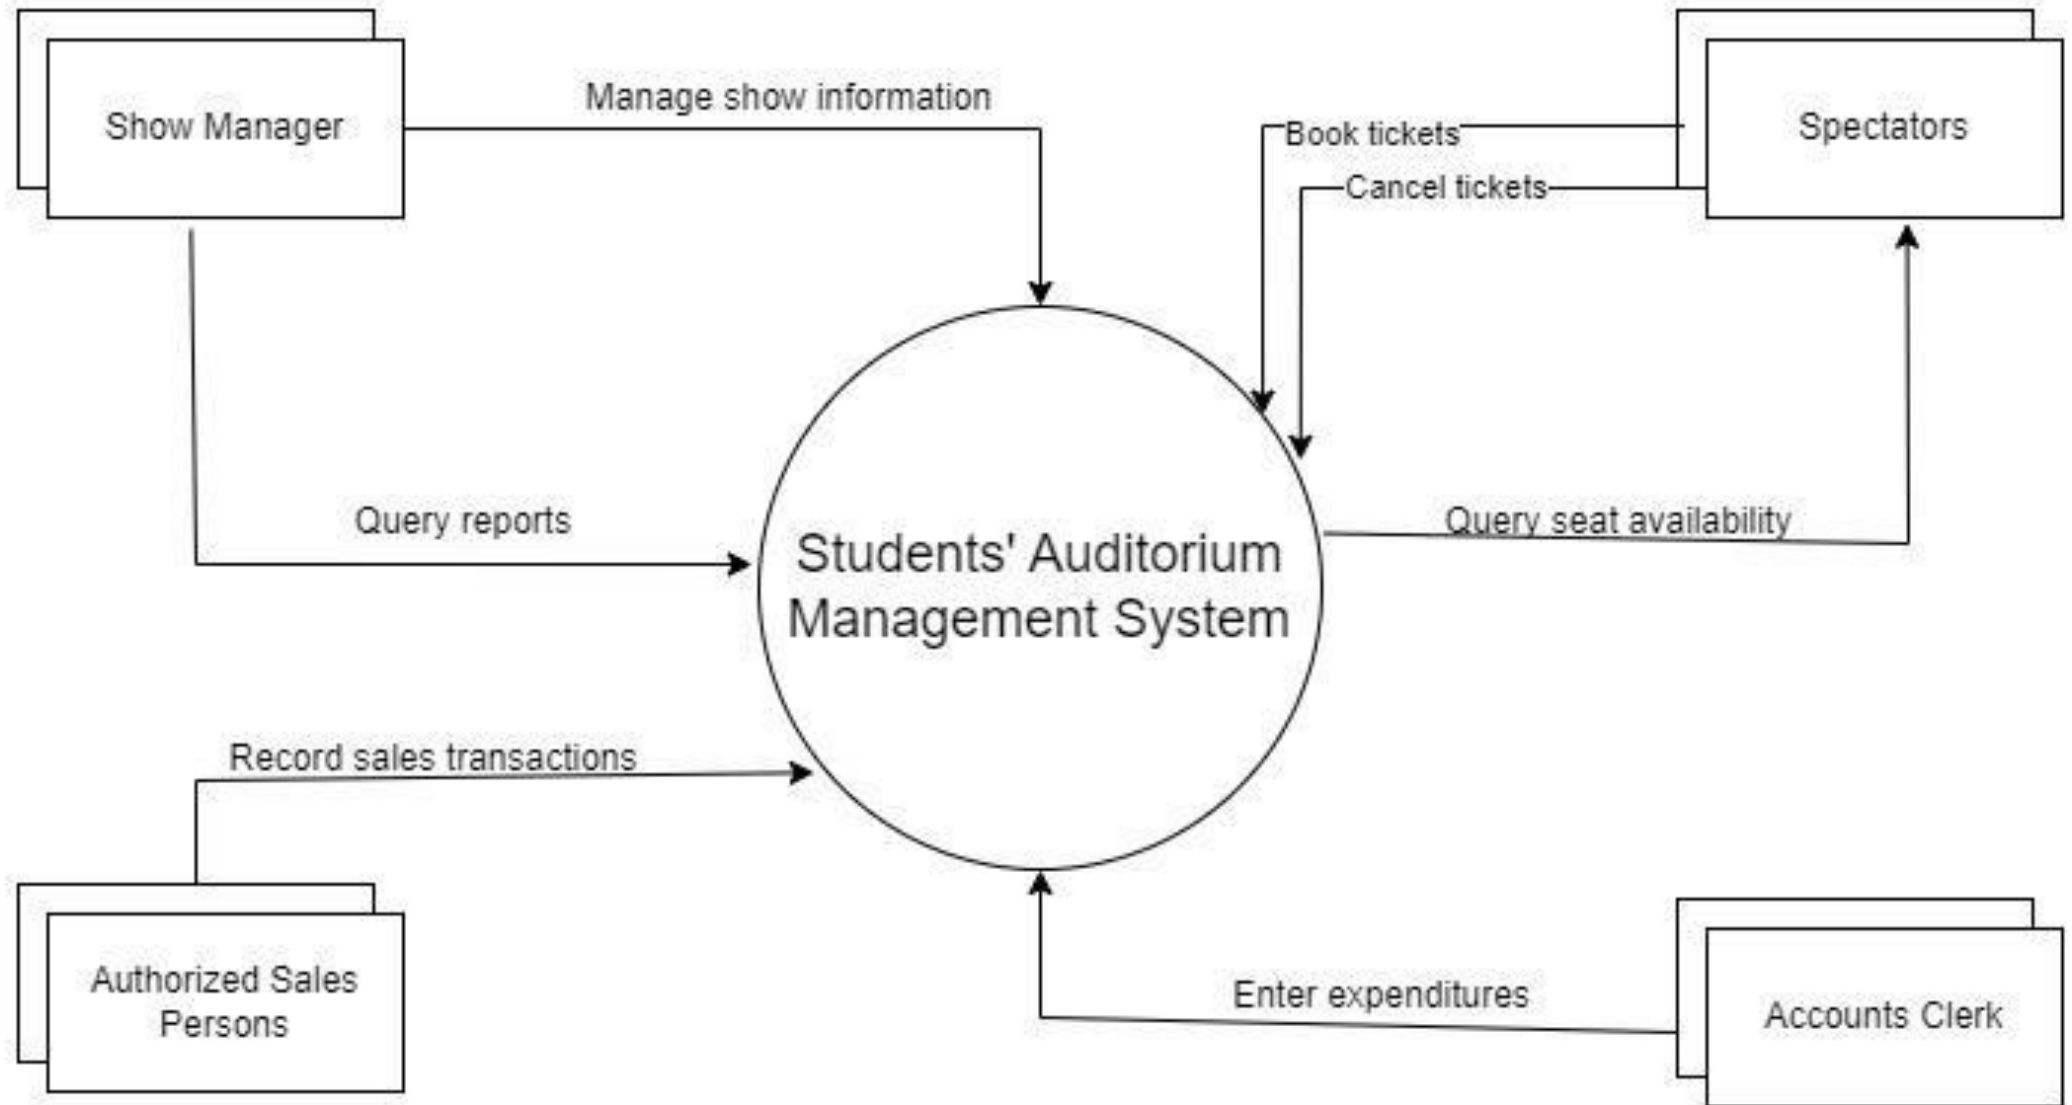 Show Manager
Manage show information
Spectators
Book tickets
Cancel tickets
Query reports
Query seat availability
Students' Auditorium
Management System
Record sales transactions
Authorized Sales
Persons
Enter expenditures
Accounts Clerk